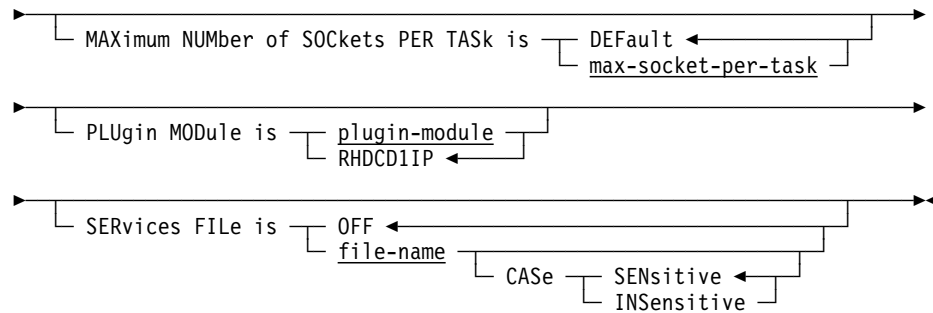 MAXimum NUMber of SOCkets PER TASk is DEFault
max-socket-per-task
PLUgin MODule is plugin-module
RHDCD1IP
SERvices FILe is OFF
file-name
CASe SENsitive
INSensitive